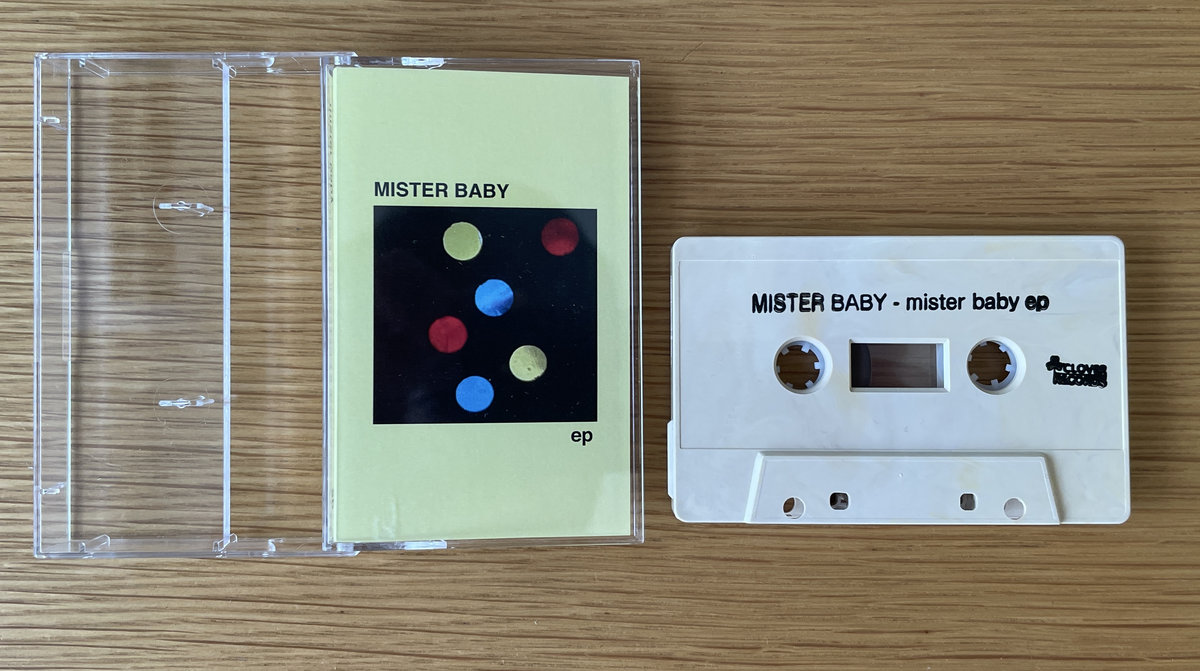 MISTER BABY
ep
MISTER BABY - mister baby ep
CLOVER
RECORDS